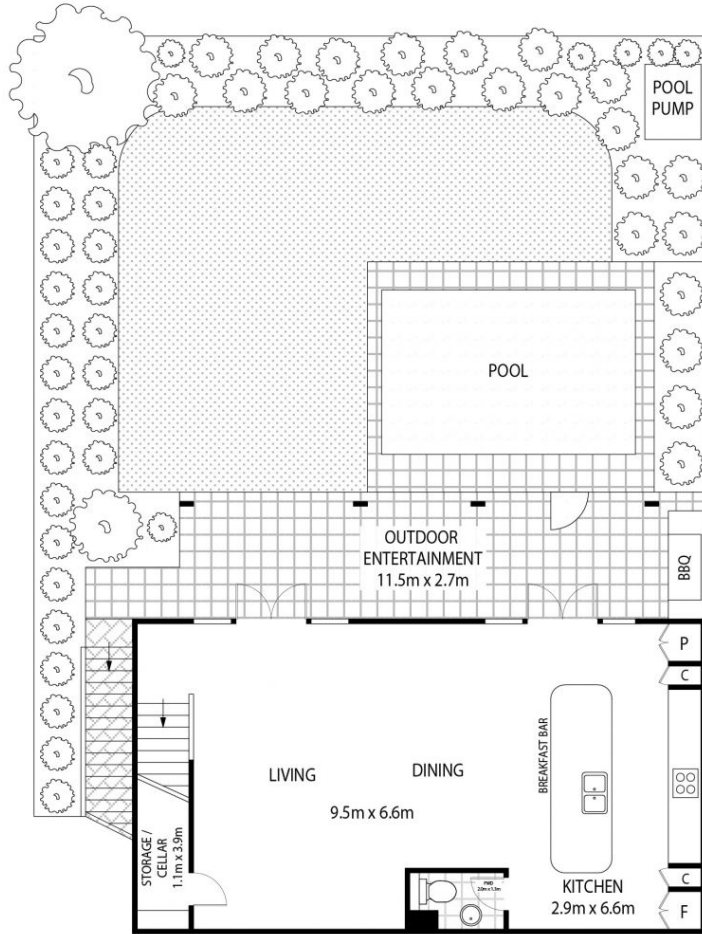 POOL
PUMP
POOL
OUTDOOR
ENTERTAINMENT
11.5m x 2.7m
BBQ
P
C
BREAKFAST BAR
LIVING
DINING
9.5m x 6.6m
STORAGE /
CELLAR
1.1m x 3.9m
C
KITCHEN
2.9m x 6.6m
F